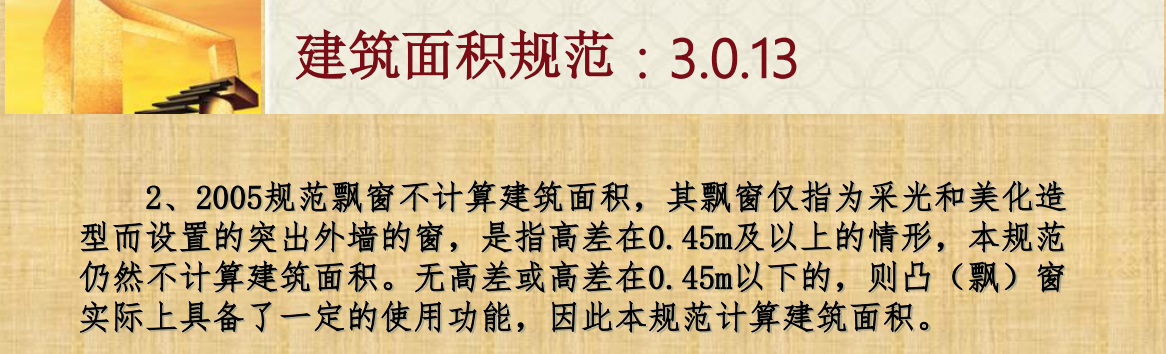 建筑面积规范：3.0.13
2、2005规范飘窗不计算建筑面积，其飘窗仅指为采光和美化造
型而设置的突出外墙的窗，是指高差在0.45m及以上的情形，本规范
仍然不计算建筑面积。无高差或高差在0.45m以下的，则凸（飘）窗
实际上具备了一定的使用功能，因此本规范计算建筑面积。